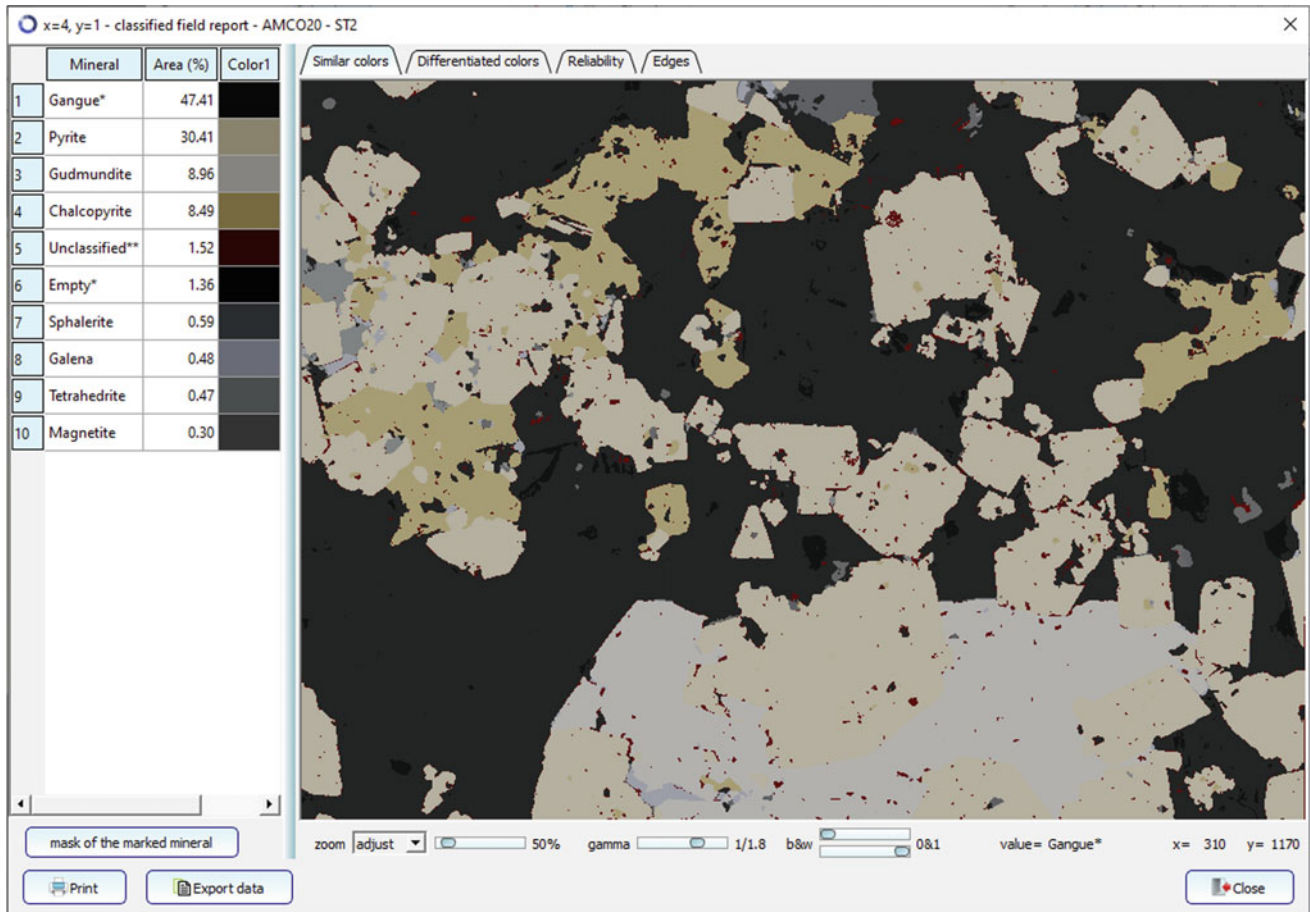 x=4, y=1 - classified field report - AMCO20 - ST2
Mineral Area (%) Color1
1 Gangue* 47.41
2 Pyrite 30.41
3 Gudmundite 8.96
4 Chalcopyrite 8.49
5 Unclassified** 1.52
6 Empty* 1.36
7 Sphalerite 0.59
8 Galena 0.48
9 Tetrahedrite 0.47
10 Magnetite 0.30
mask of the marked mineral
Print Export data
Similar colors Differentiated colors Reliability Edges
zoom adjust 50% gamma 1/1.8 b&w 0&1 value= Gangue* x= 310 y= 1170
Close